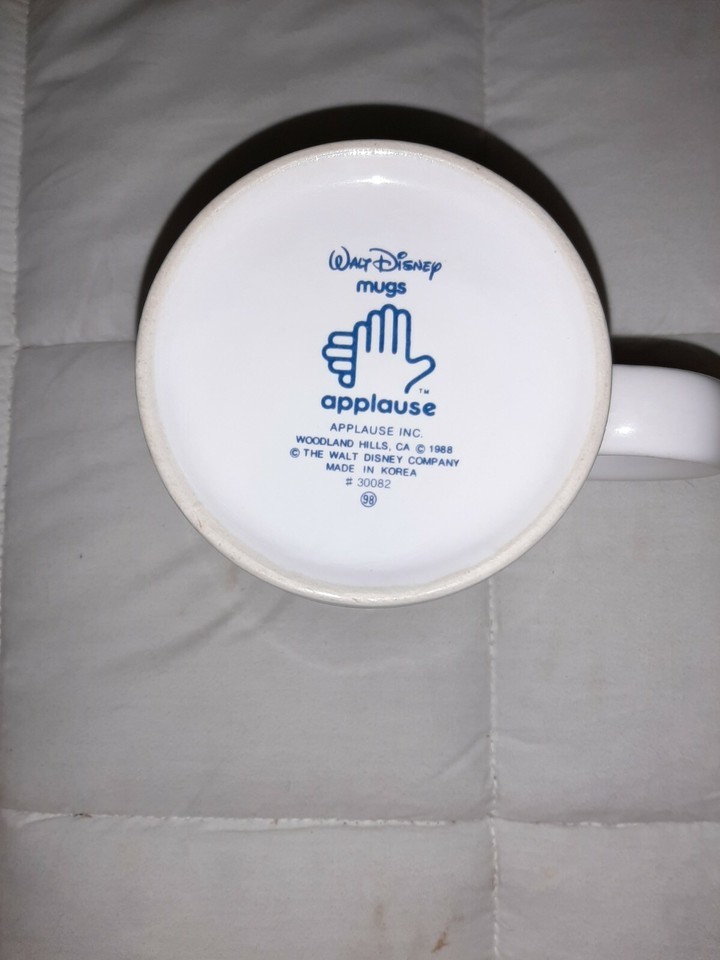 Walt Disney
mugs
TM
applause
APPLAUSE INC.
WOODLAND HILLS, CA © 1988
© THE WALT DISNEY COMPANY
MADE IN KOREA
# 30082
98